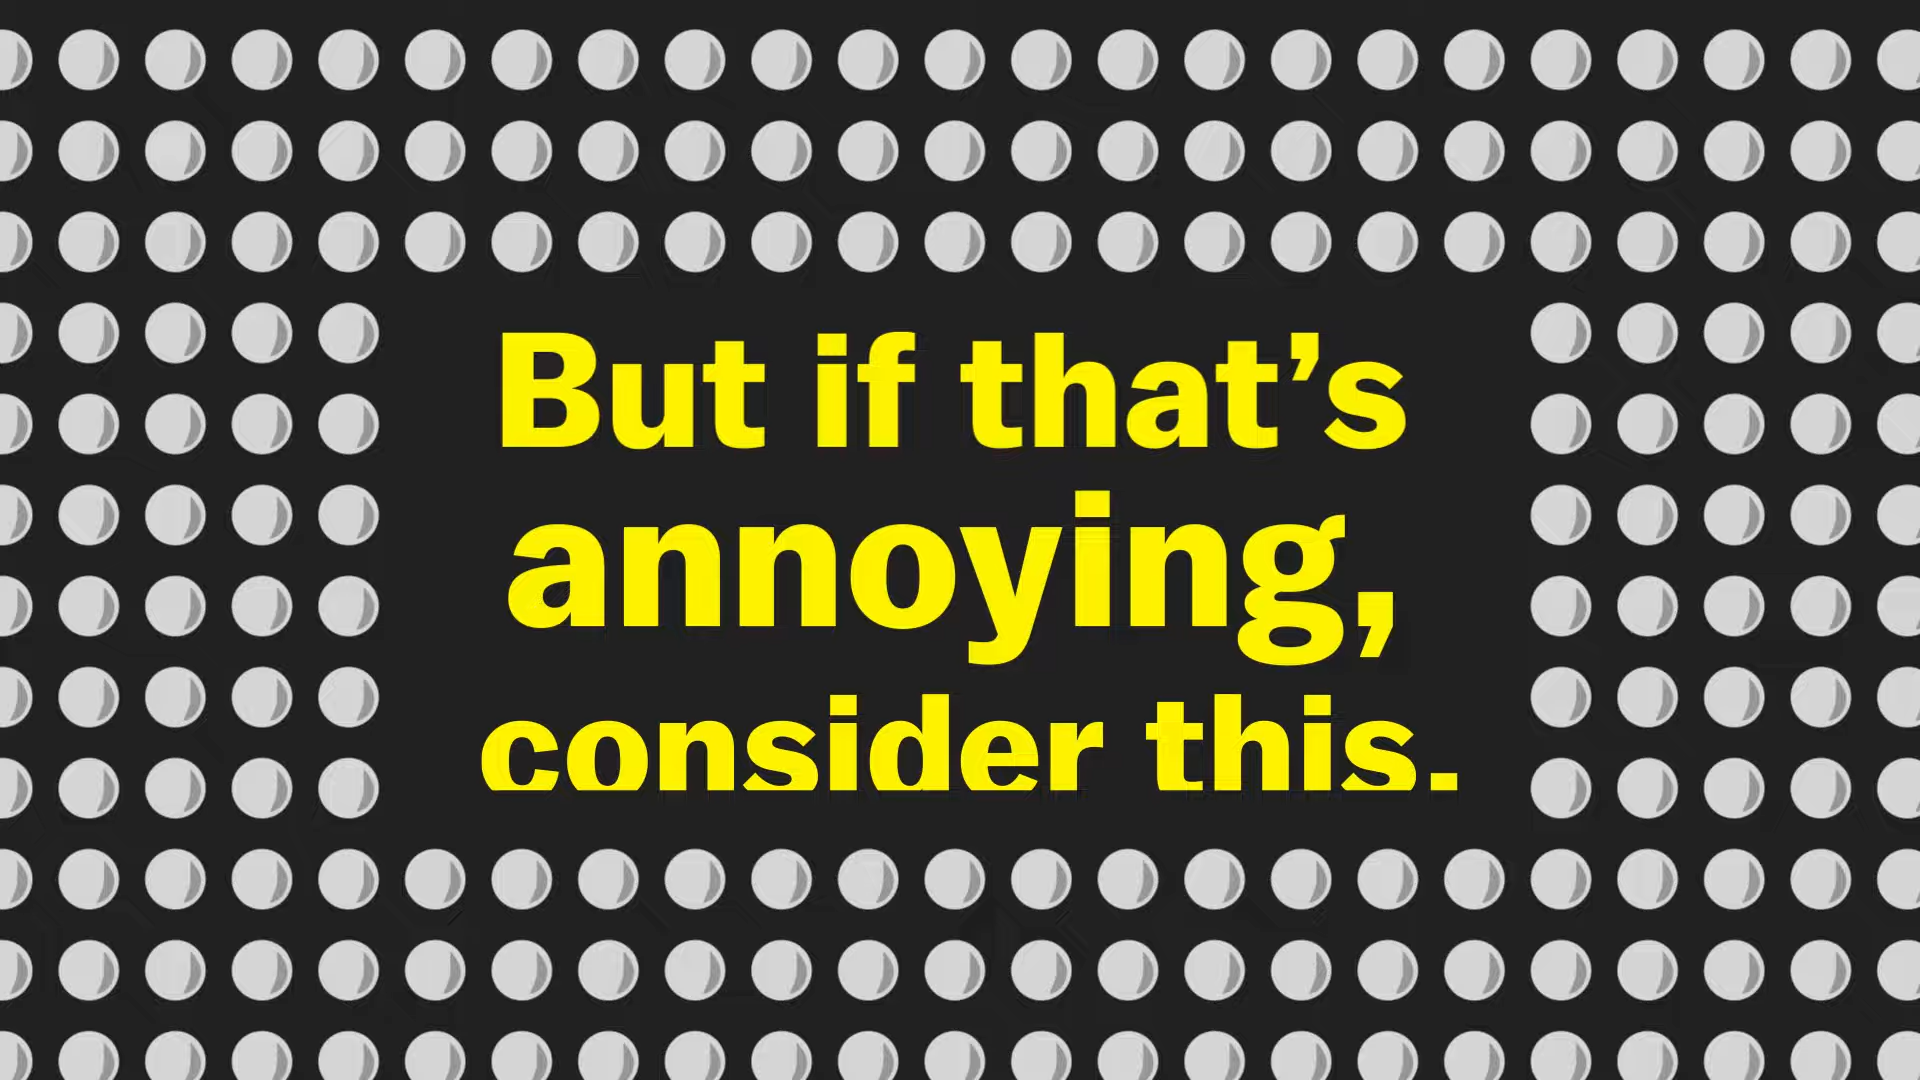 But if that’s
annoying,
consider this.